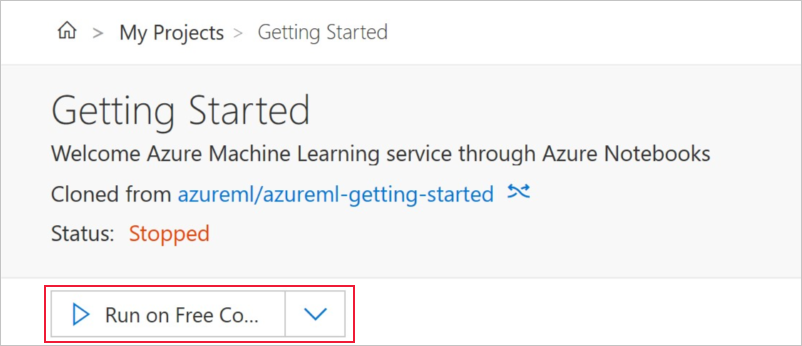 > My Projects > Getting Started
Getting Started
Welcome Azure Machine Learning service through Azure Notebooks
Cloned from azureml/azureml-getting-started
Status: Stopped
Run on Free Co...